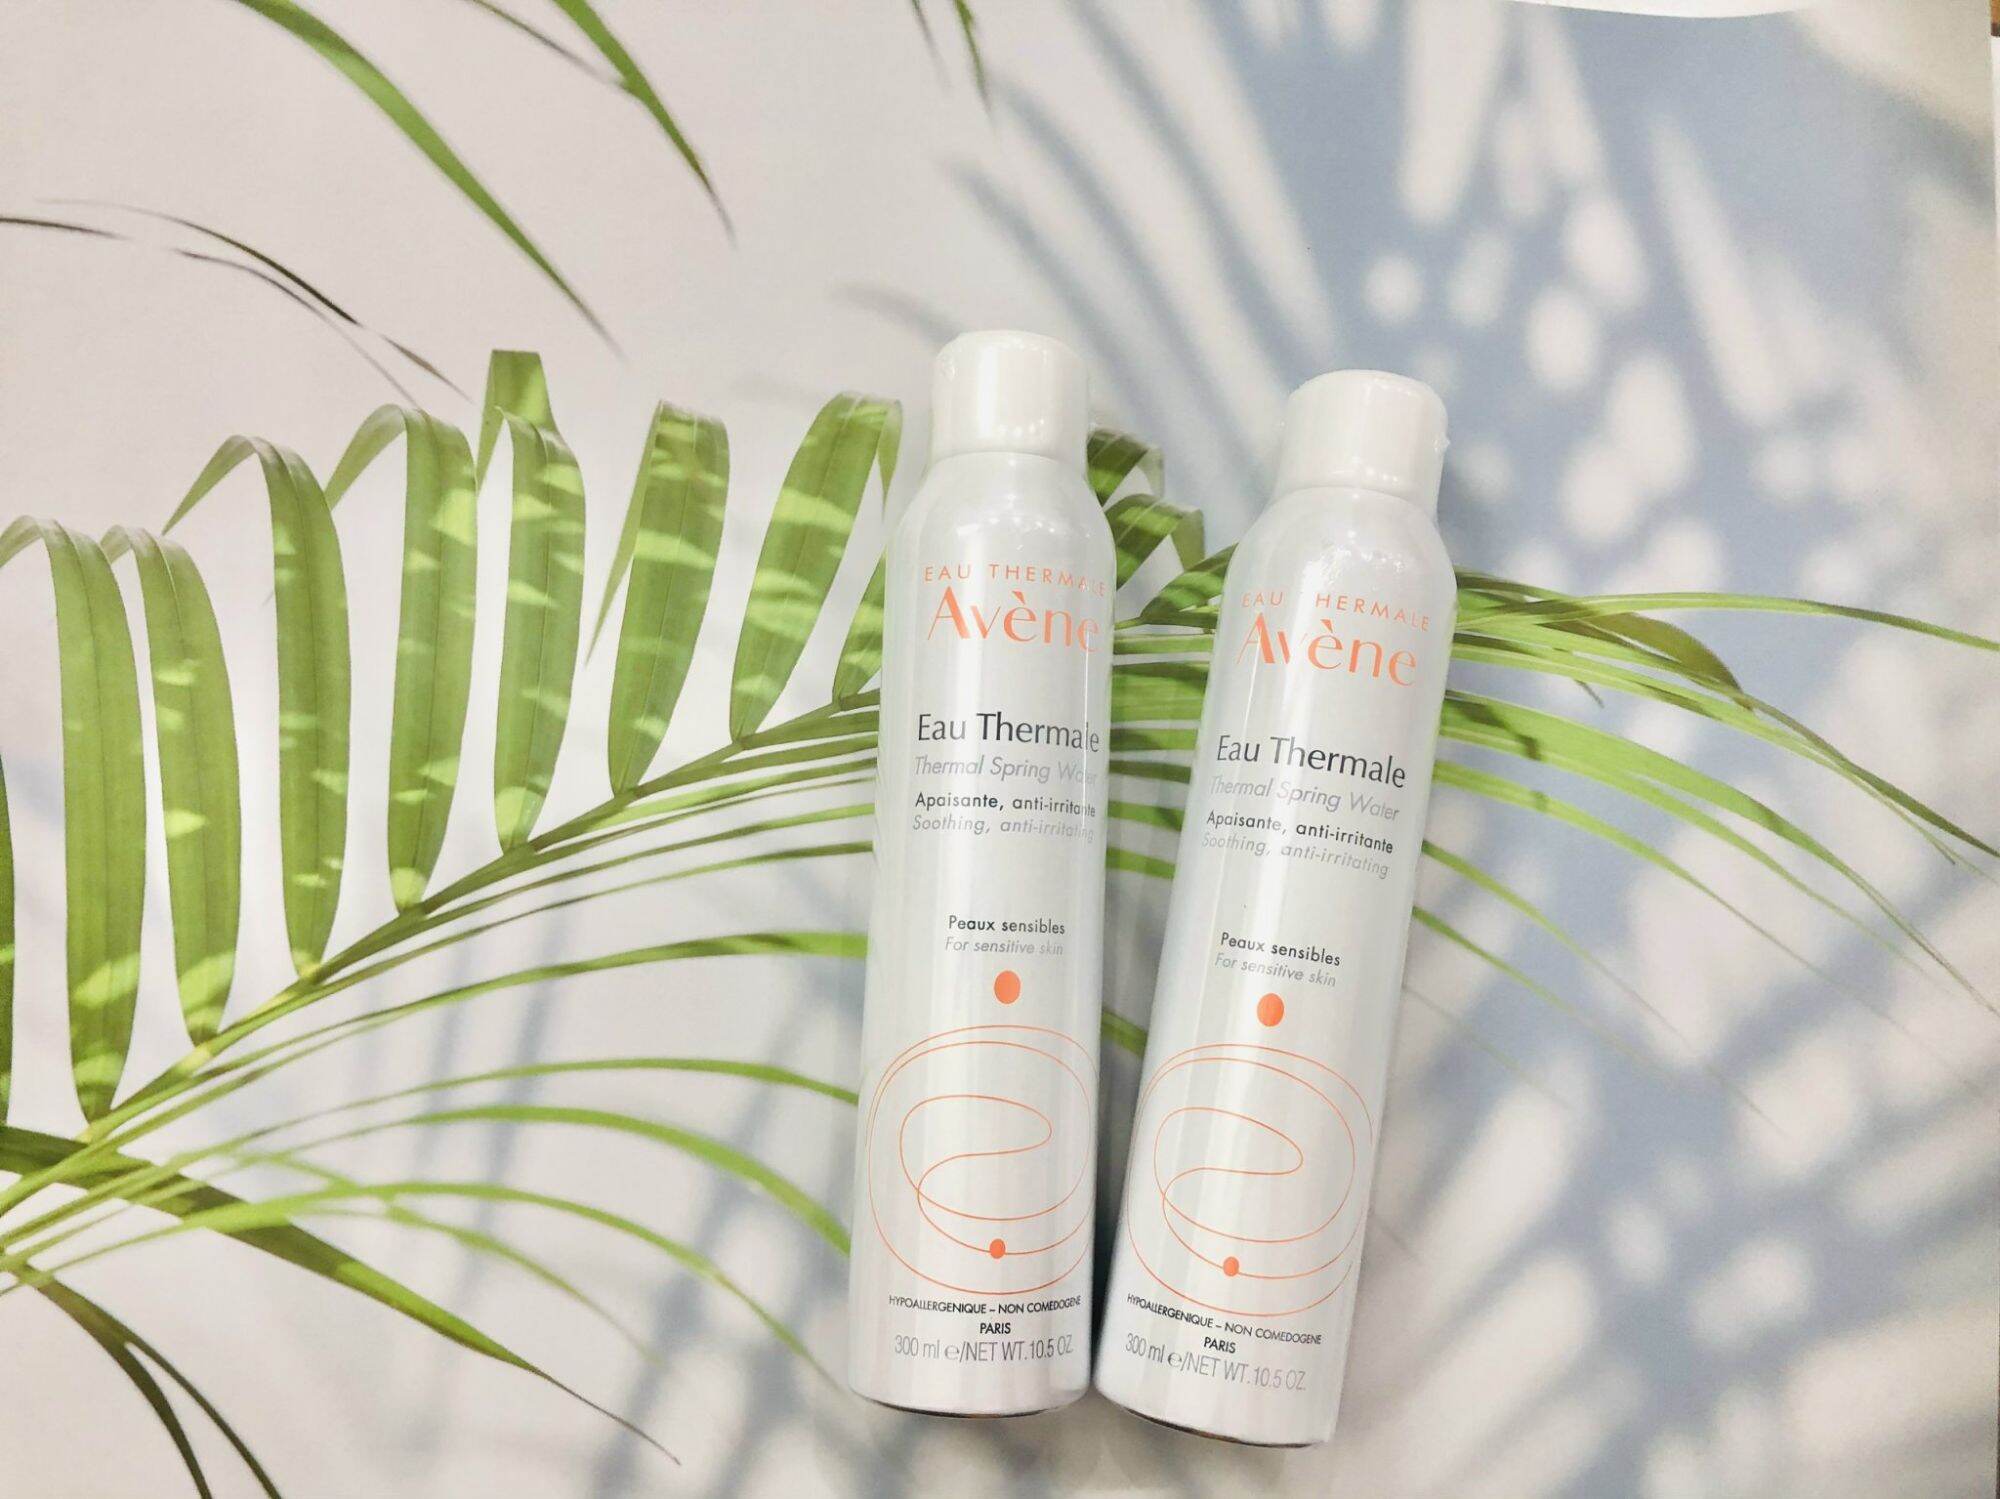 EAU THERMALE
Avène
Eau Thermale
Thermal Spring Water
Apaisante, anti-irritante
Soothing, anti-irritating
Peaux sensibles
For sensitive skin
HYPOALLERGENIQUE – NON COMEDOGENE
PARIS
300 ml e/NET WT.10.5 OZ.
EAU THERMALE
Avène
Eau Thermale
Thermal Spring Water
Apaisante, anti-irritante
Soothing, anti-irritating
Peaux sensibles
For sensitive skin
HYPOALLERGENIQUE – NON COMEDOGENE
PARIS
300 ml e/NET WT.10.5 OZ.